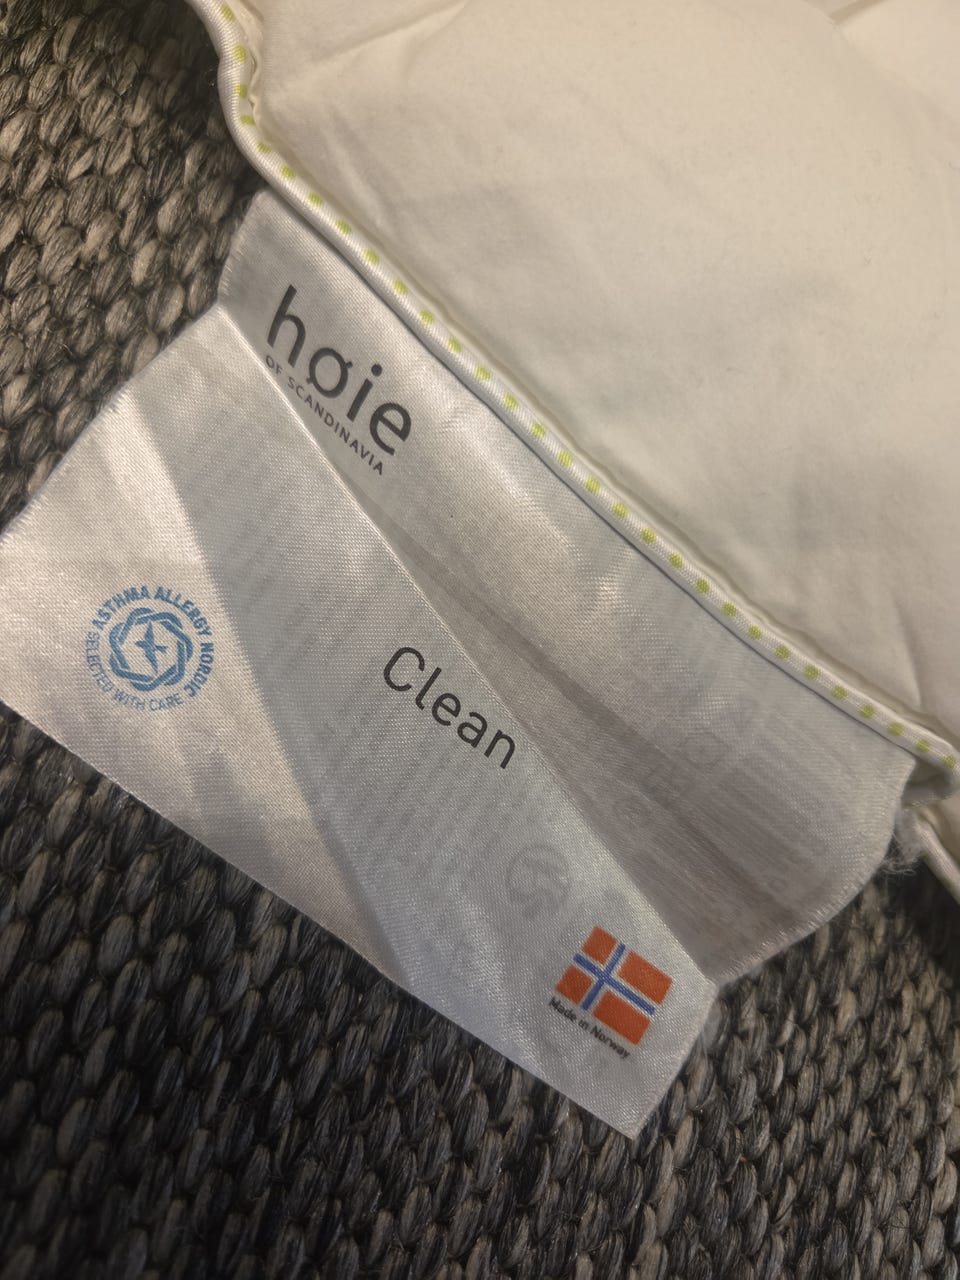 høie
OF SCANDINAVIA
ASTHMA ALLERGY NORDIC
SELECTED WITH CARE
Clean
Made in Norway